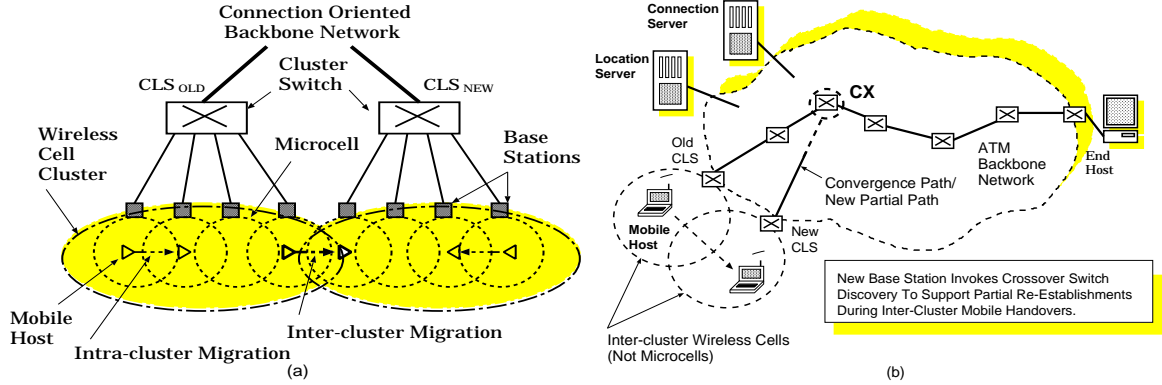 Connection Oriented
Backbone Network
CLS OLD
Cluster
Switch
CLS NEW
Wireless
Cell
Cluster
Microcell
Base
Stations
Mobile
Host
Intra-cluster Migration
Inter-cluster Migration
(a)
Connection
Server
Location
Server
CX
Old
CLS
ATM
Backbone
Network
End
Host
Convergence Path/
New Partial Path
Mobile
Host
New
CLS
New Base Station Invokes Crossover Switch
Discovery To Support Partial Re-Establishments
During Inter-Cluster Mobile Handovers.
Inter-cluster Wireless Cells
(Not Microcells)
(b)